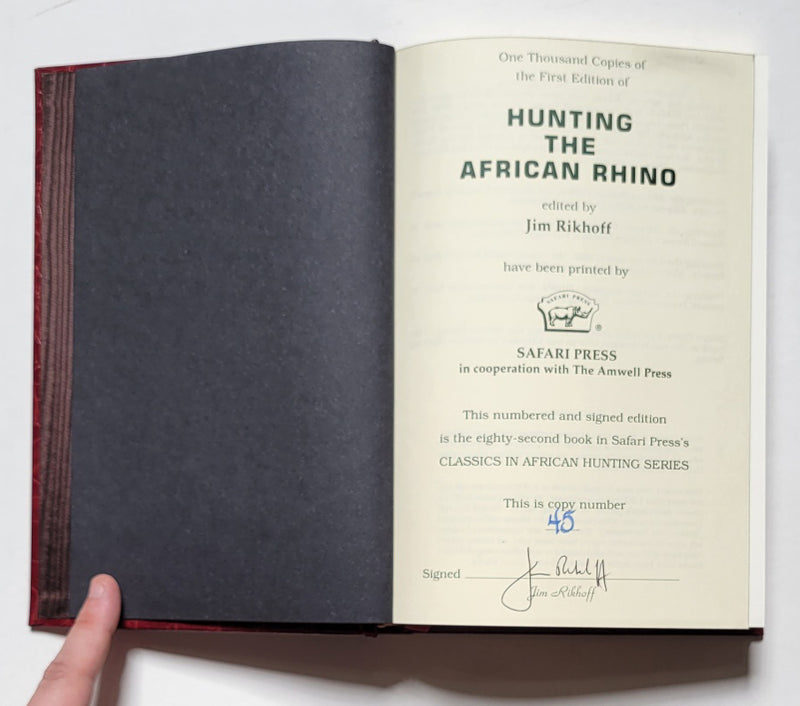 One Thousand Copies of
the First Edition of
HUNTING
THE
AFRICAN RHINO
edited by
Jim Rikhoff
have been printed by
SAFARI PRESS
®
SAFARI PRESS
in cooperation with The Amwell Press
This numbered and signed edition
is the eighty-second book in Safari Press's
CLASSICS IN AFRICAN HUNTING SERIES
This is copy number
45
Signed
Jim Rikhoff
Jim Rikhoff